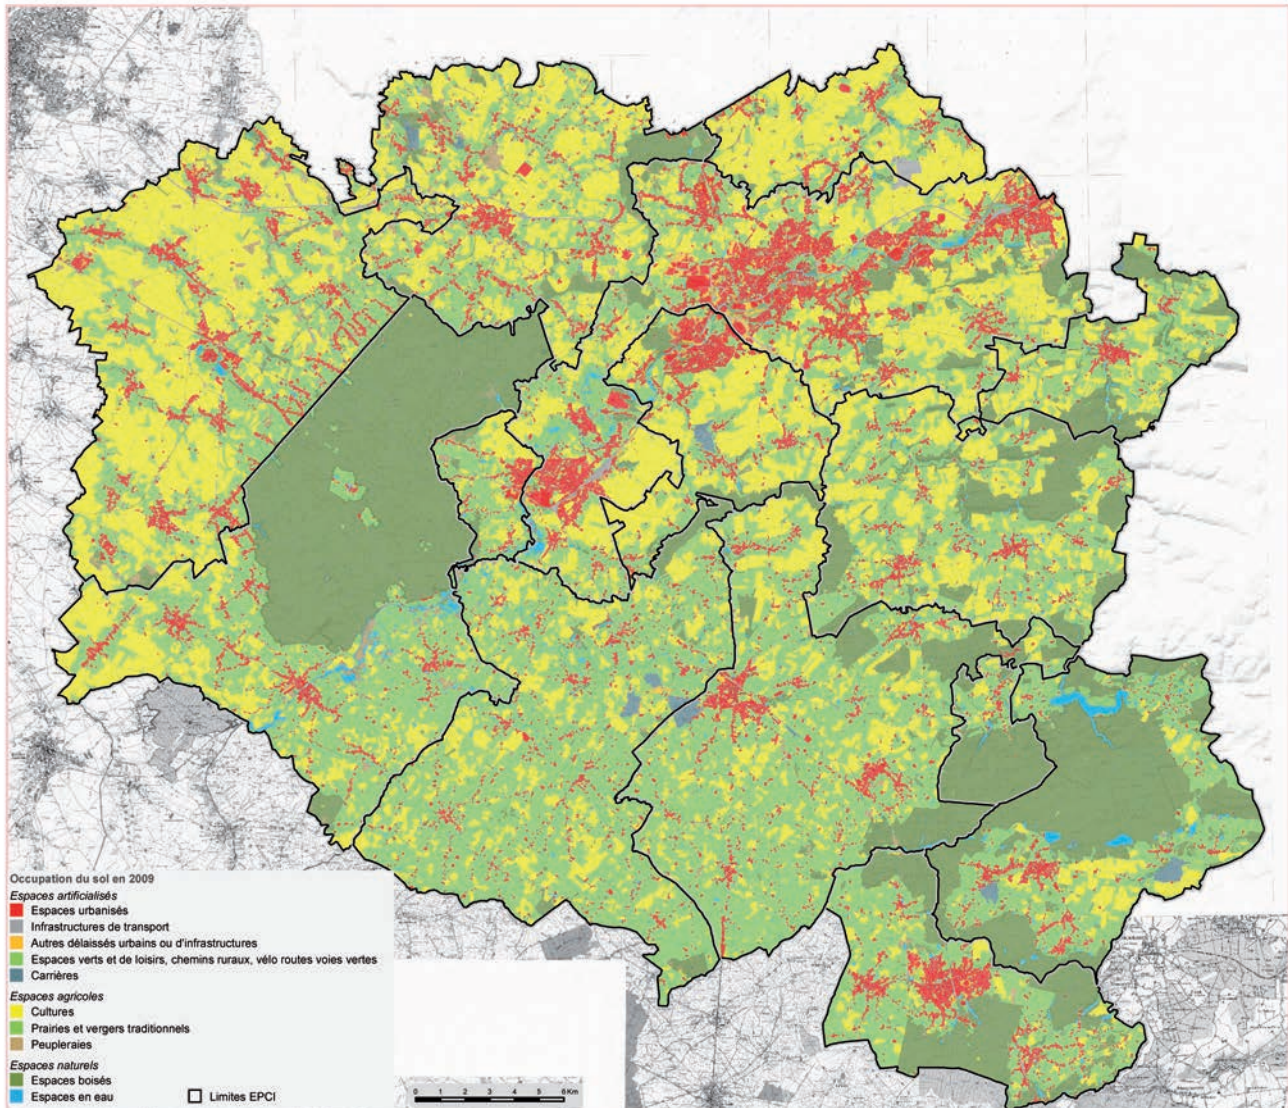 Occupation du sol en 2009
Espaces artificialisés
Espaces urbanisés
Infrastructures de transport
Autres délaissés urbains ou d'infrastructures
Espaces verts et de loisirs, chemins ruraux, vélo routes voies vertes
Carrières
Espaces agricoles
Cultures
Prairies et vergers traditionnels
Peupleraies
Espaces naturels
Espaces boisés
Espaces en eau
Limites EPCI
0 1 2 3 4 5 6 Km